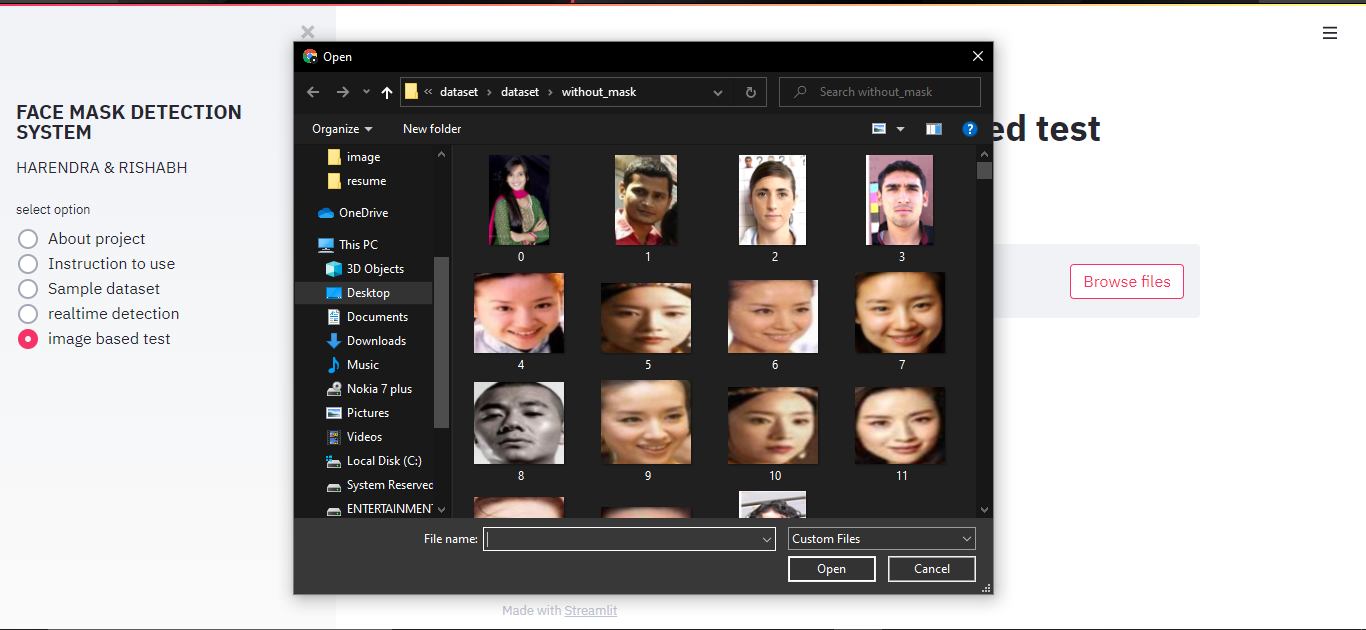 FACE MASK DETECTION
SYSTEM
HARENDRA & RISHABH
select option
About project
Instruction to use
Sample dataset
realtime detection
image based test
Open
« dataset › dataset › without_mask
Search without_mask
Organize
New folder
image
resume
OneDrive
This PC
3D Objects
Desktop
Documents
Downloads
Music
Nokia 7 plus
Pictures
Videos
Local Disk (C:)
System Reserved
ENTERTAINMENT
0 1 2 3
4 5 6 7
8 9 10 11
File name:
Custom Files
Open
Cancel
ed test
Browse files
Made with Streamlit